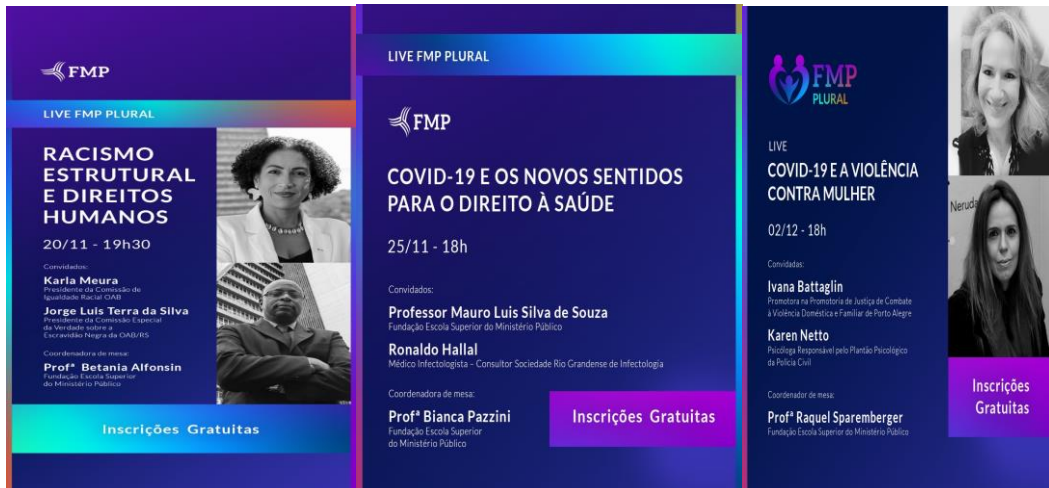 FMP
LIVE FMP PLURAL
RACISMO
ESTRUTURAL
E DIREITOS
HUMANOS
20/11 - 19h30
Convidados:
Karla Meura
Presidente da Comissão de
Igualdade Racial OAB
Jorge Luis Terra da Silva
Presidente da Comissão Especial
da Verdade sobre a
Escravidão Negra da OAB/RS
Coordenadora de mesa:
Profª Betania Alfonsin
Fundação Escola Superior
do Ministério Público
Inscrições Gratuitas
LIVE FMP PLURAL
FMP
COVID-19 E OS NOVOS SENTIDOS
PARA O DIREITO À SAÚDE
25/11 - 18h
Convidados:
Professor Mauro Luis Silva de Souza
Fundação Escola Superior do Ministério Público
Ronaldo Hallal
Médico Infectologista – Consultor Sociedade Rio Grandense de Infectologia
Coordenadora de mesa:
Profª Bianca Pazzini
Fundação Escola Superior
do Ministério Público
Inscrições Gratuitas
FMP
PLURAL
LIVE
COVID-19 E A VIOLÊNCIA
CONTRA MULHER
02/12 - 18h
Convidadas:
Ivana Battaglin
Promotora na Promotoria de Justiça de Combate
à Violência Doméstica e Familiar de Porto Alegre
Karen Netto
Psicóloga Responsável pelo Plantão Psicológico
da Polícia Civil
Coordenador de mesa:
Profª Raquel Sparemberger
Fundação Escola Superior do Ministério Público
Neruda
Inscrições
Gratuitas